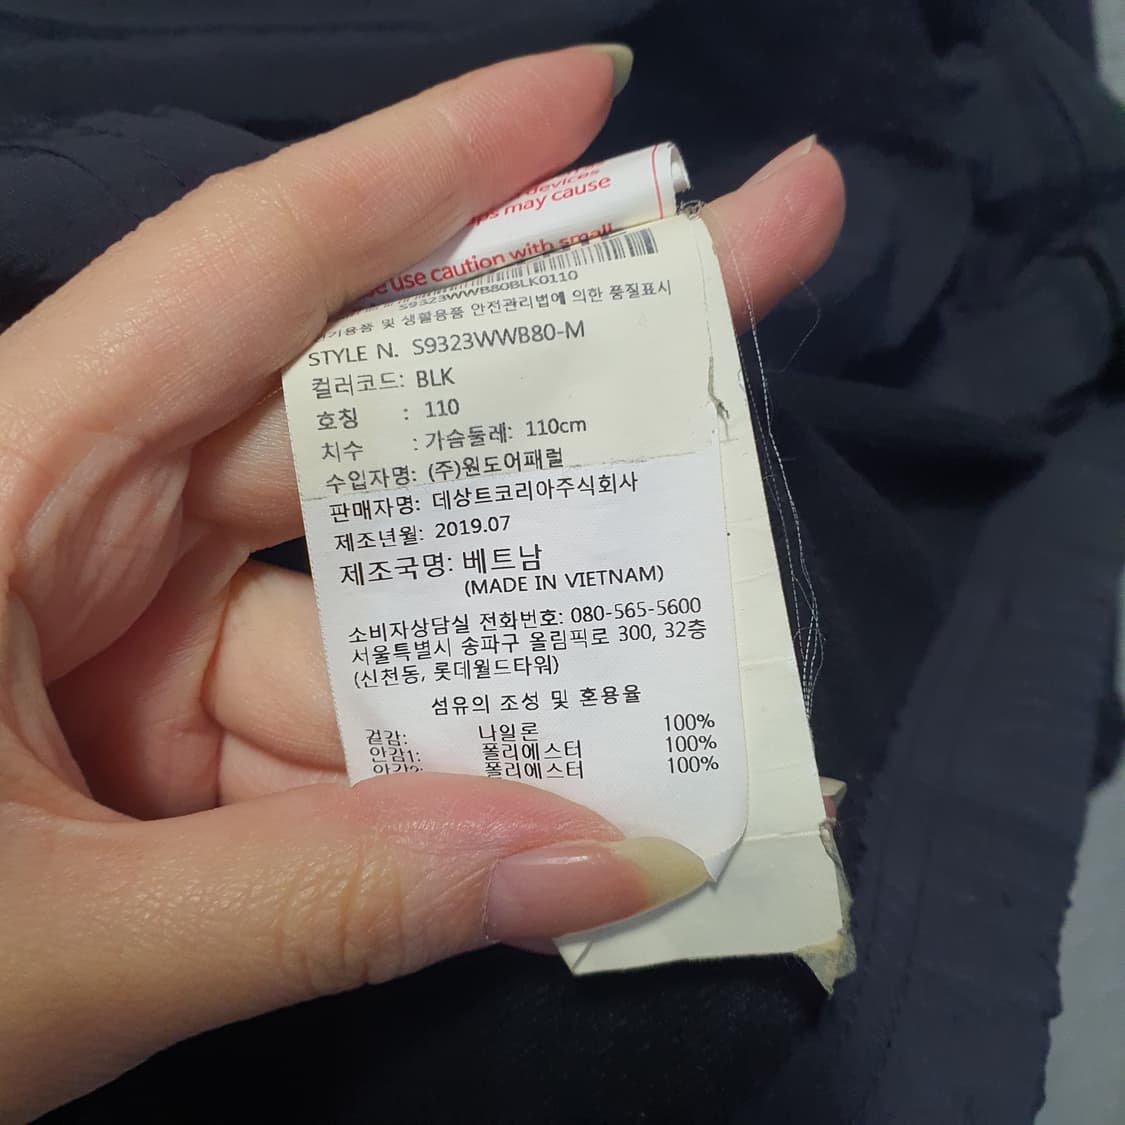 devices
may cause
use caution with small
S9323WWB80BLK0110
및 생활용품 안전관리법에 의한 품질표시
STYLE N. S9323WWB80-M
컬러코드: BLK
호칭 : 110
치수 : 가슴둘레: 110cm
수입자명: (주)원도어패럴
판매자명: 데상트코리아주식회사
제조년월: 2019.07
제조국명: 베트남
(MADE IN VIETNAM)
소비자상담실 전화번호: 080-565-5600
서울특별시 송파구 올림픽로 300, 32층
(신천동, 롯데월드타워)
섬유의 조성 및 혼용율
겉감: 나일론 100%
안감1: 폴리에스터 100%
폴리에스터 100%